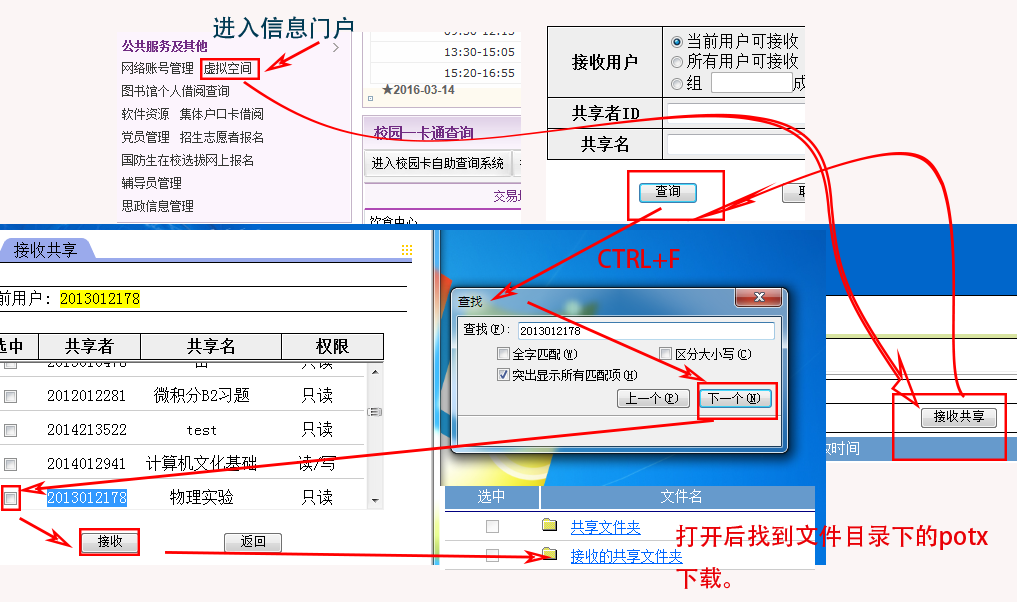 进入信息门户
公共服务及其他
网络账号管理 虚拟空间
图书馆个人借阅查询
软件资源 集体户口卡借阅
党员管理 招生志愿者报名
国防生在校选拔网上报名
辅导员管理
思政信息管理
09:50-12:15
13:30-15:05
15:20-16:55
★2016-03-14
校园一卡通查询
进入校园卡自助查询系统
交易
饮食中心
接收用户
当前用户可接收
所有用户可接收
组
共享者ID
共享名
查询
取
接收共享
前用户: 2013012178
选中 共享者 共享名 权限
2012012281 微积分B2习题 只读
2014213522 test 只读
2014012941 计算机文化基础 读/写
2013012178 物理实验 只读
接收 返回
CTRL+F
查找
查找(F): 2013012178
全字匹配(W) 区分大小写(C)
突出显示所有匹配项(H)
上一个(P) 下一个(N)
选中 文件名
共享文件夹
接收的共享文件夹
接收共享
收时间
打开后找到文件目录下的potx
下载。